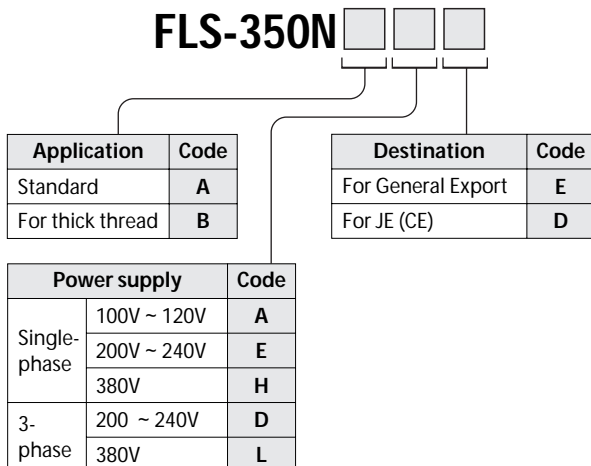 FLS-350N
Application Code
Standard A
For thick thread B
Destination Code
For General Export E
For JE (CE) D
Power supply Code
Single-
phase
100V ~ 120V A
200V ~ 240V E
380V H
3-
phase
200 ~ 240V D
380V L